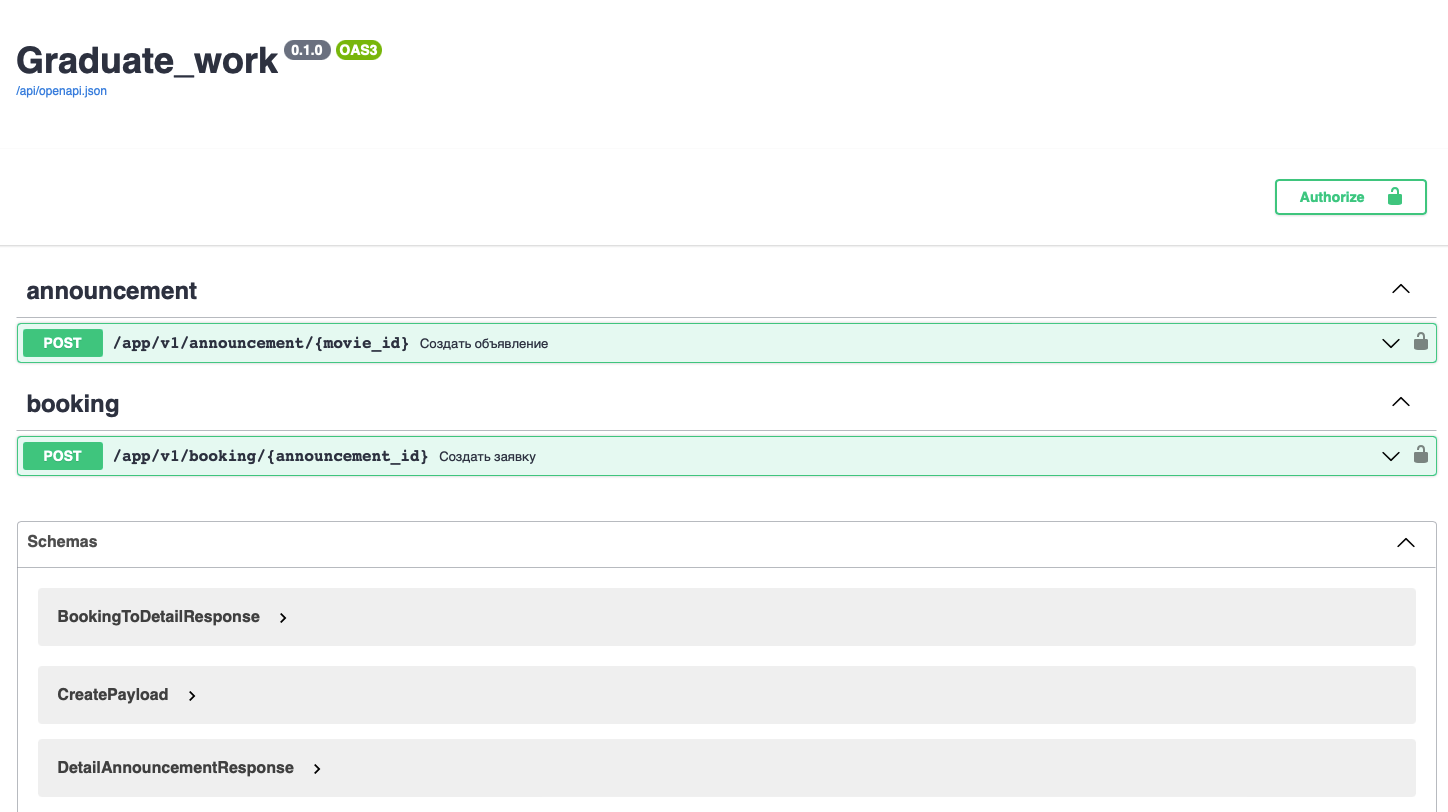 Graduate_work 0.1.0 OAS3
/api/openapi.json
Authorize
announcement
POST /app/v1/announcement/{movie_id} Создать объявление
booking
POST /app/v1/booking/{announcement_id} Создать заявку
Schemas
BookingToDetailResponse
CreatePayload
DetailAnnouncementResponse